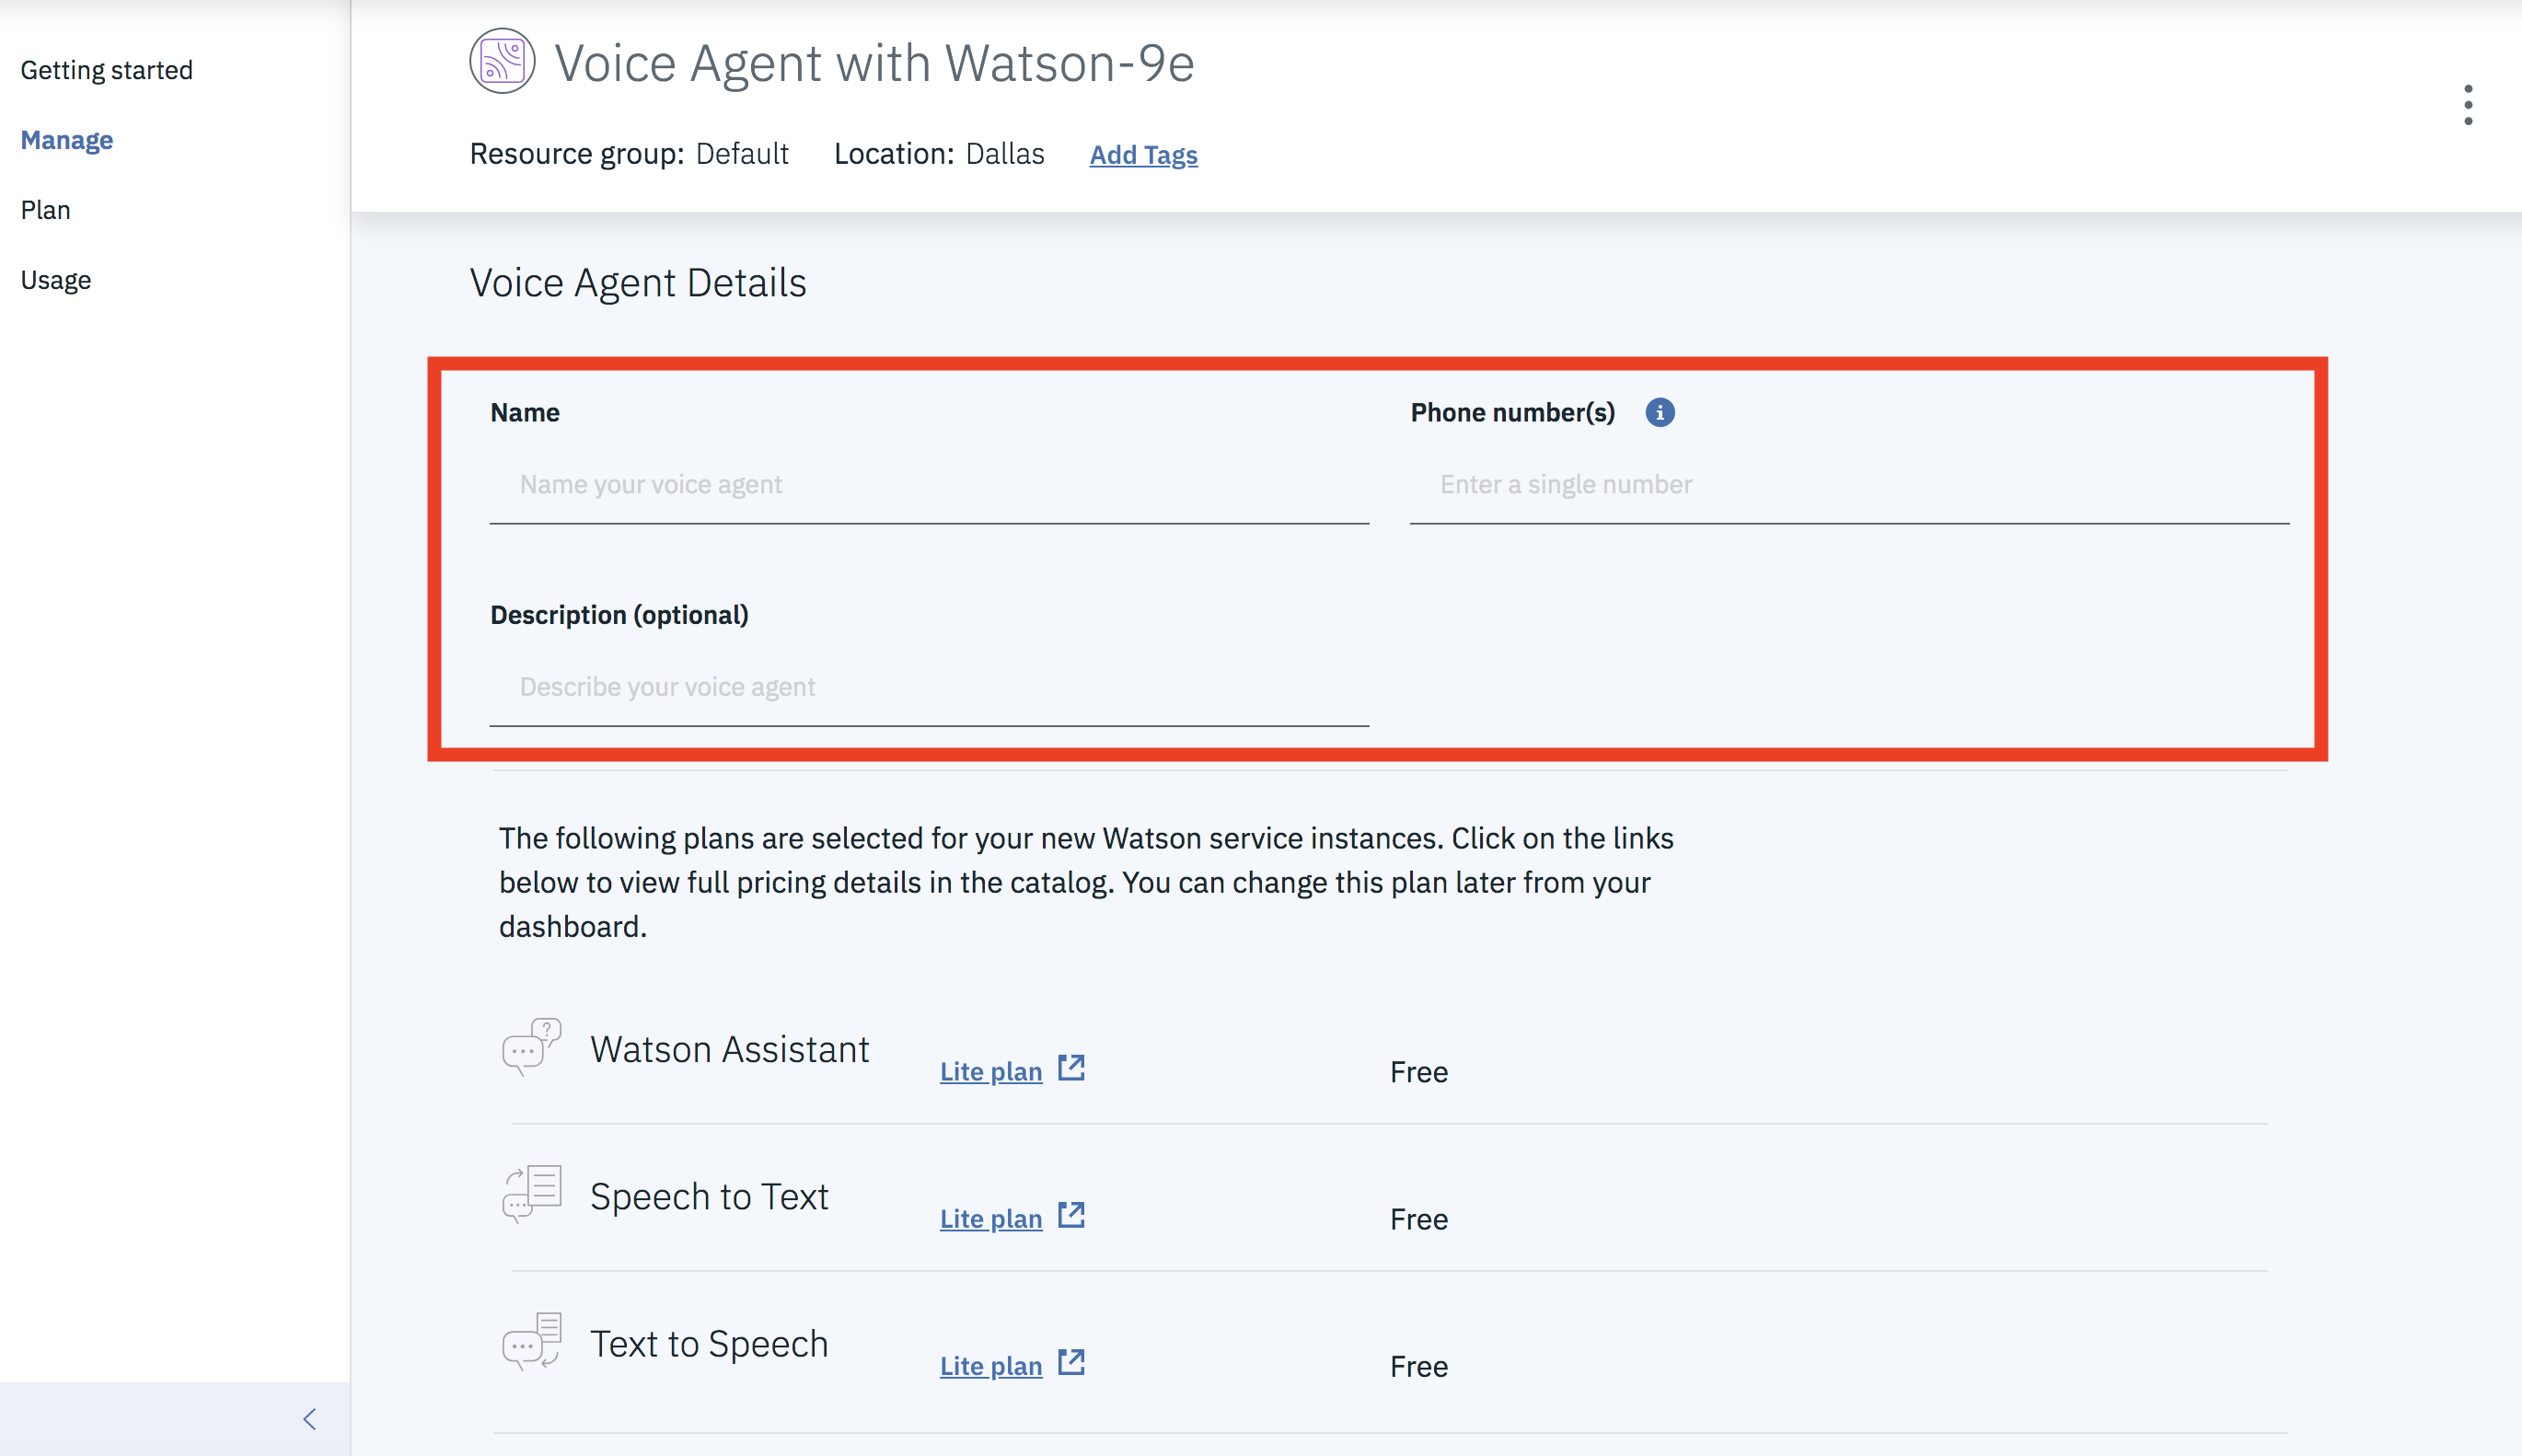 Getting started
Manage
Plan
Usage
Voice Agent with Watson-9e
Resource group: Default Location: Dallas Add Tags
Voice Agent Details
Name
Name your voice agent
Phone number(s)
Enter a single number
Description (optional)
Describe your voice agent
The following plans are selected for your new Watson service instances. Click on the links
below to view full pricing details in the catalog. You can change this plan later from your
dashboard.
Watson Assistant Lite plan Free
Speech to Text Lite plan Free
Text to Speech Lite plan Free